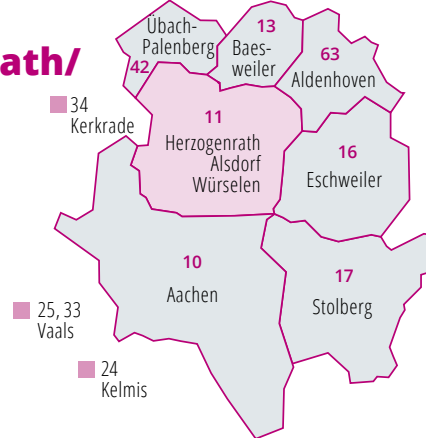 ath/
Übach-
Palenberg
42
13
Baes-
weiler
63
Aldenhoven
34
Kerkrade
11
Herzogenrath
Alsdorf
Würselen
16
Eschweiler
10
Aachen
17
Stolberg
25, 33
Vaals
24
Kelmis